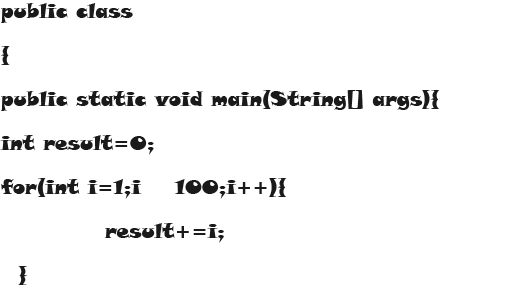 public class
{
public static void main(String[] args){
int result=0;
for(int i=1;i 100;i++){
result+=i;
}